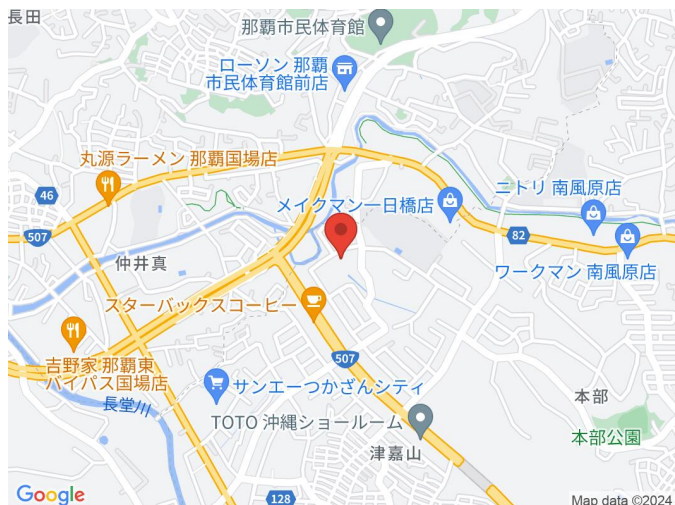 長田
那覇市民体育館
ローソン 那覇
市民体育館前店
丸源ラーメン 那覇国場店
46
ニトリ 南風原店
メイクマン一日橋店
507
82
仲井真
ワークマン 南風原店
スターバックスコーヒー
吉野家 那覇東
バイパス国場店
507
サンエーつかざんシティ
長堂川
本部
TOTO 沖縄ショールーム
本部公園
津嘉山
128
Google
Map data ©2024